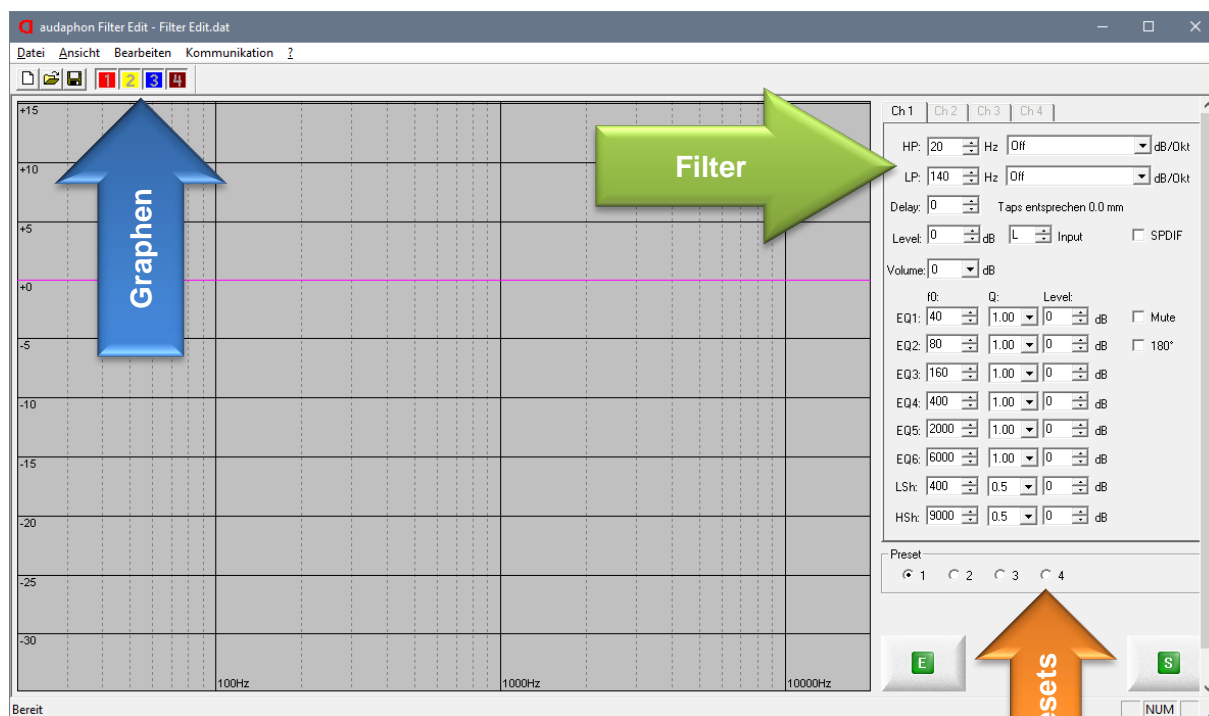 audaphon Filter Edit - Filter Edit.dat
Datei Ansicht Bearbeiten Kommunikation ?
1 2 3 4
+15
+10
+5
+0
-5
-10
-15
-20
-25
-30
100Hz 1000Hz 10000Hz
Graphen
Filter
Ch 1 Ch 2 Ch 3 Ch 4
HP: 20 Hz Off dB/Okt
LP: 140 Hz Off dB/Okt
Delay: 0 Taps entsprechen 0.0 mm
Level: 0 dB L Input SPDIF
Volume: 0 dB
f0: Q: Level:
EQ1: 40 1.00 0 dB Mute
EQ2: 80 1.00 0 dB 180°
EQ3: 160 1.00 0 dB
EQ4: 400 1.00 0 dB
EQ5: 2000 1.00 0 dB
EQ6: 6000 1.00 0 dB
LSh: 400 0.5 0 dB
HSh: 9000 0.5 0 dB
Preset
1 2 3 4
E S
esets
Bereit NUM